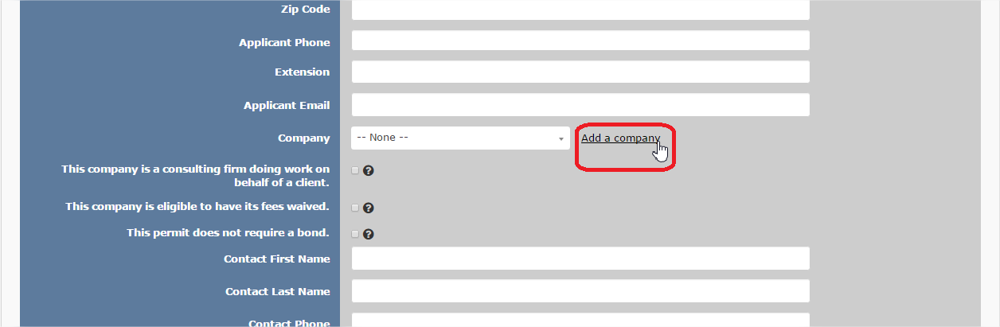 Zip Code
Applicant Phone
Extension
Applicant Email
Company
-- None --
Add a company
This company is a consulting firm doing work on
behalf of a client.
?
This company is eligible to have its fees waived.
?
This permit does not require a bond.
?
Contact First Name
Contact Last Name
Contact Phone